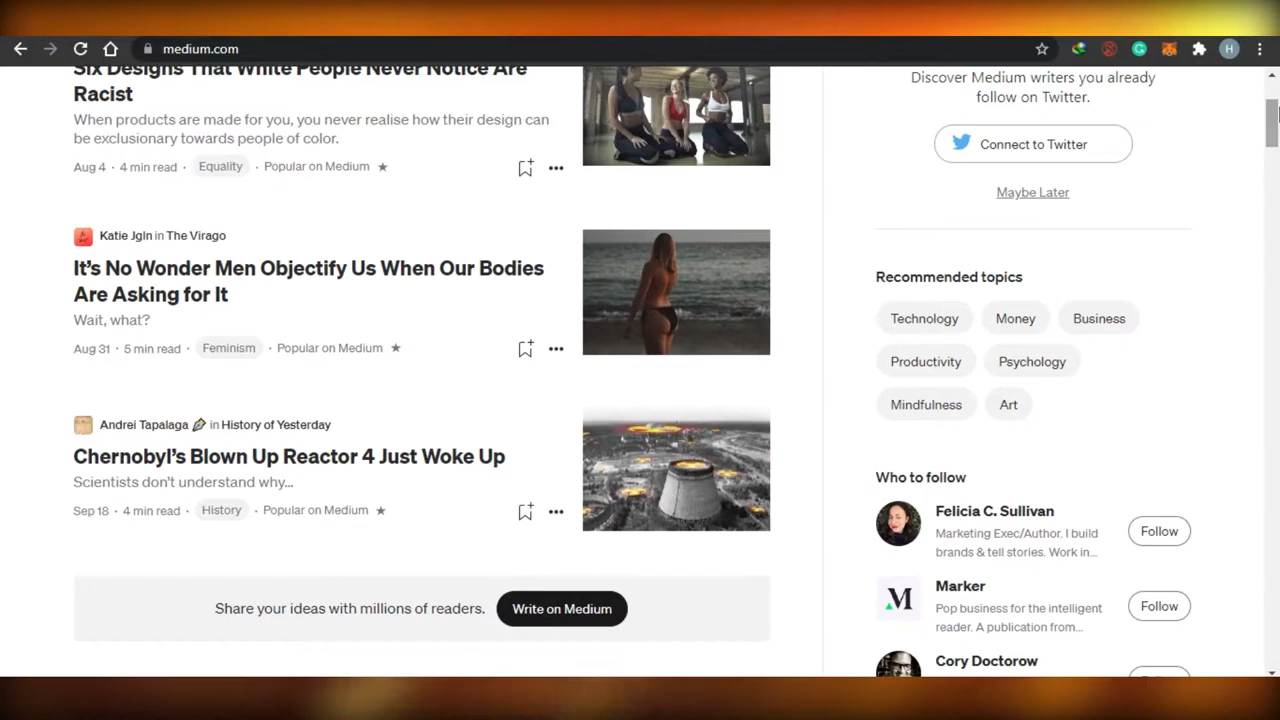 medium.com
H
Six Designs That White People Never Notice Are
Racist
When products are made for you, you never realise how their design can
be exclusionary towards people of color.
Aug 4 · 4 min read · Equality · Popular on Medium ★
Katie Jgln in The Virago
It's No Wonder Men Objectify Us When Our Bodies
Are Asking for It
Wait, what?
Aug 31 · 5 min read · Feminism · Popular on Medium ★
Andrei Tapalaga in History of Yesterday
Chernobyl's Blown Up Reactor 4 Just Woke Up
Scientists don't understand why...
Sep 18 · 4 min read · History · Popular on Medium ★
Share your ideas with millions of readers. Write on Medium
Discover Medium writers you already
follow on Twitter.
Connect to Twitter
Maybe Later
Recommended topics
Technology Money Business
Productivity Psychology
Mindfulness Art
Who to follow
Felicia C. Sullivan
Marketing Exec/Author. I build
brands & tell stories. Work in...
Follow
M
Marker
Pop business for the intelligent
reader. A publication from...
Follow
Cory Doctorow